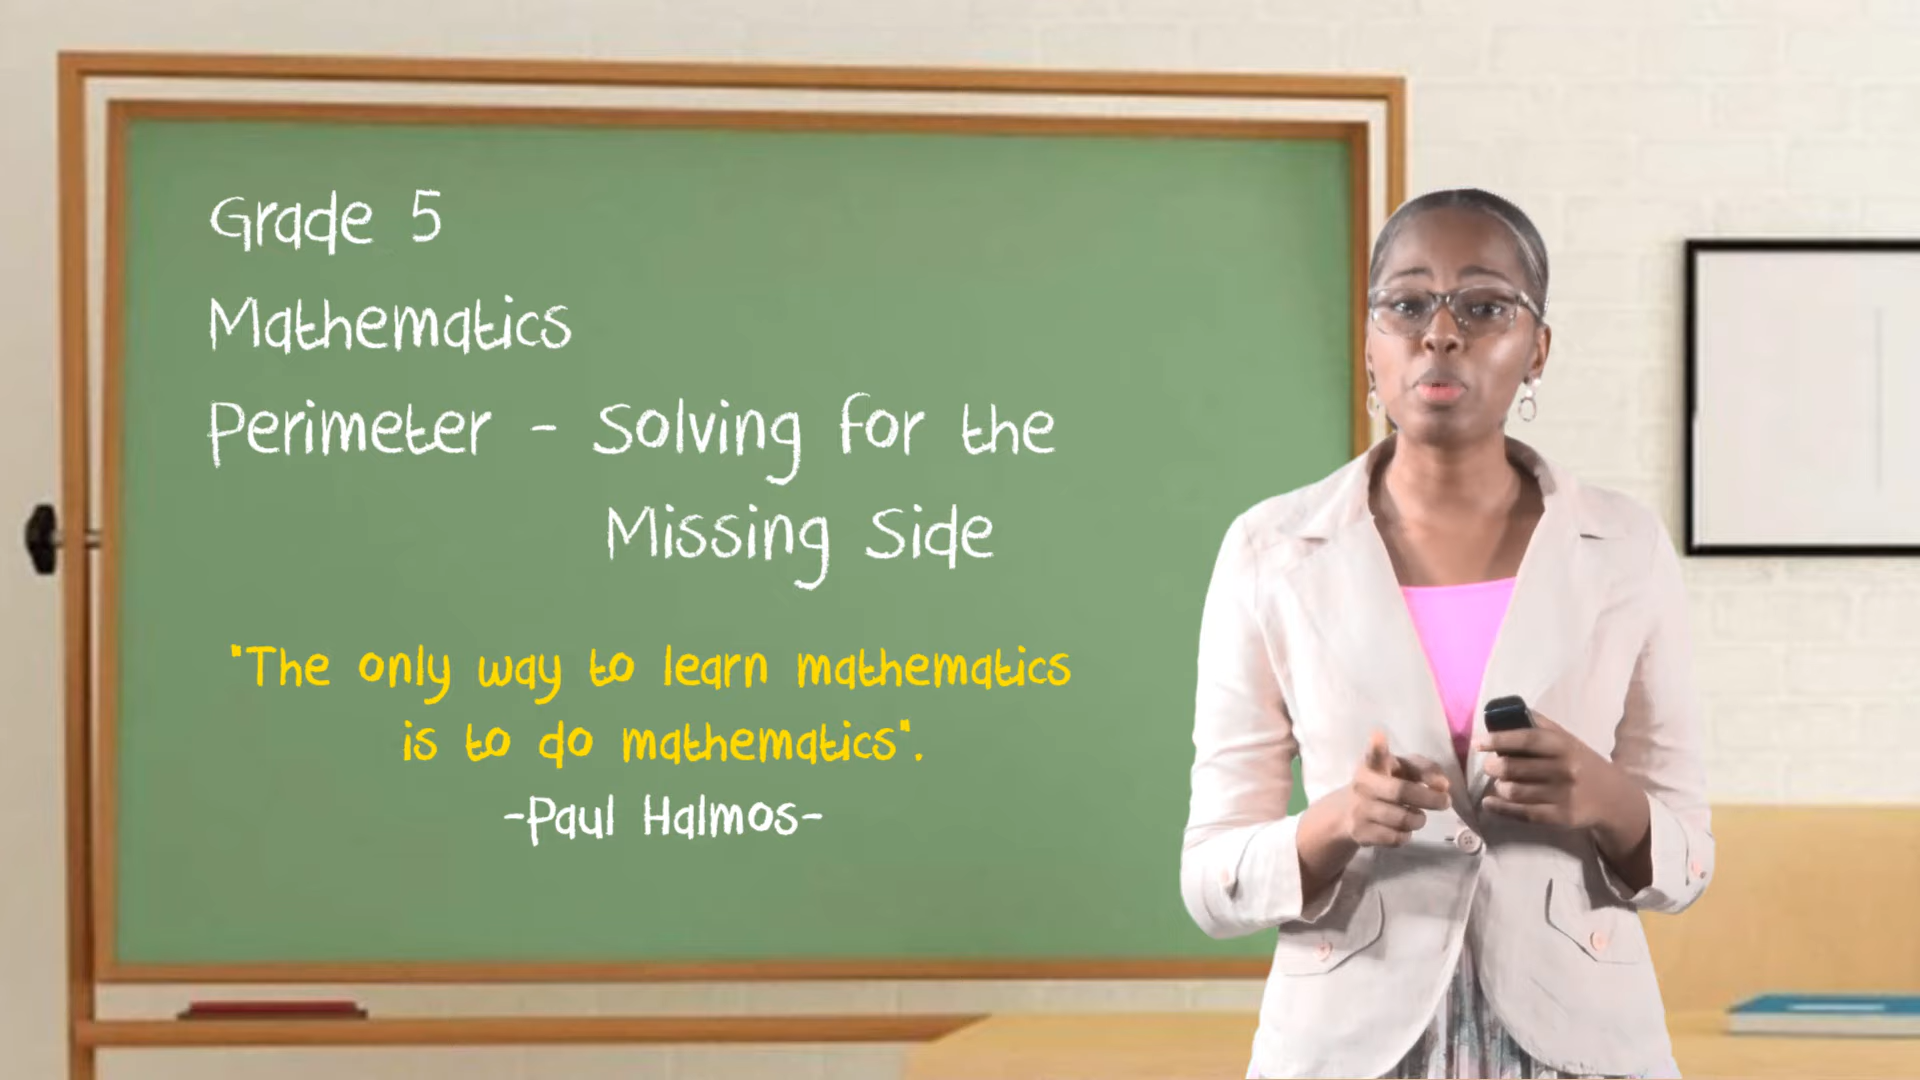 Grade 5
Mathematics
Perimeter - Solving for the
Missing Side
"The only way to learn mathematics
is to do mathematics".
-Paul Halmos-